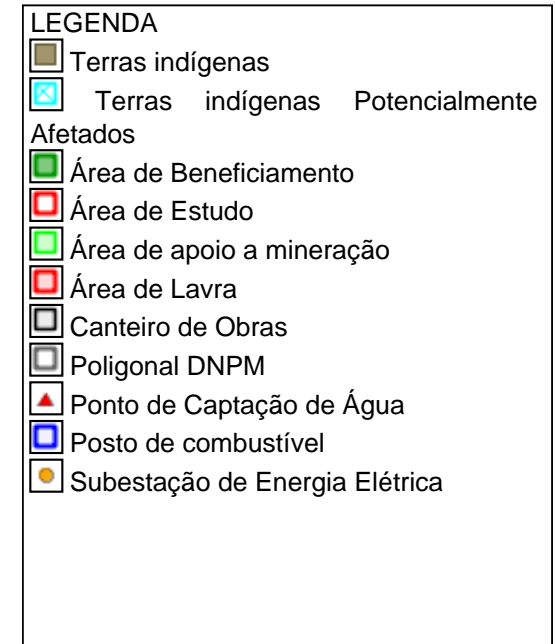 LEGENDA
Terras indígenas
Terras indígenas Potencialmente
Afetados
Área de Beneficiamento
Área de Estudo
Área de apoio a mineração
Área de Lavra
Canteiro de Obras
Poligonal DNPM
Ponto de Captação de Água
Posto de combustível
Subestação de Energia Elétrica